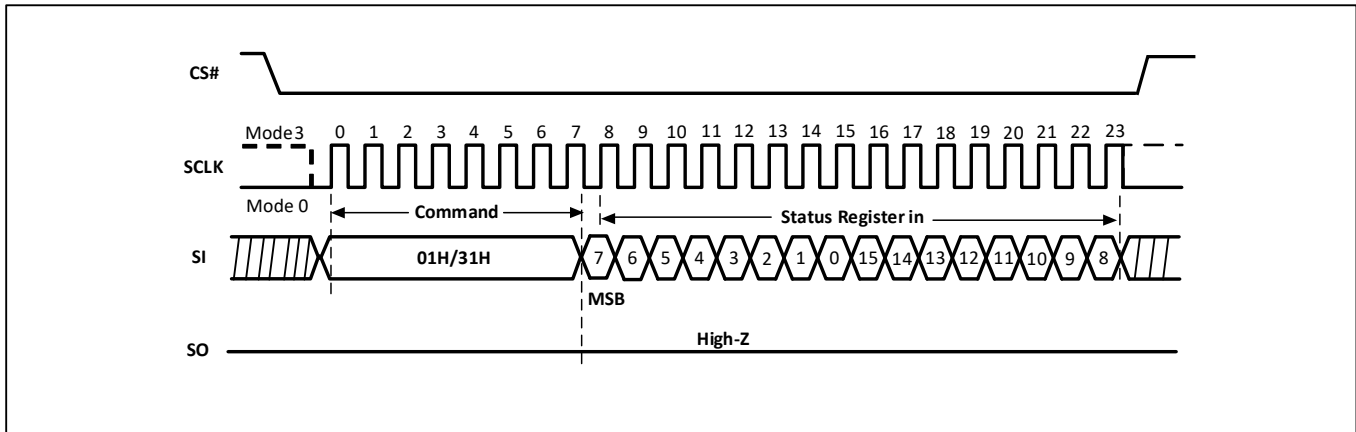 CS#
Mode3 0 1 2 3 4 5 6 7 8 9 10 11 12 13 14 15 16 17 18 19 20 21 22 23
SCLK
Mode 0 Command Status Register in
SI 01H/31H 7 6 5 4 3 2 1 0 15 14 13 12 11 10 9 8
MSB
High-Z
SO